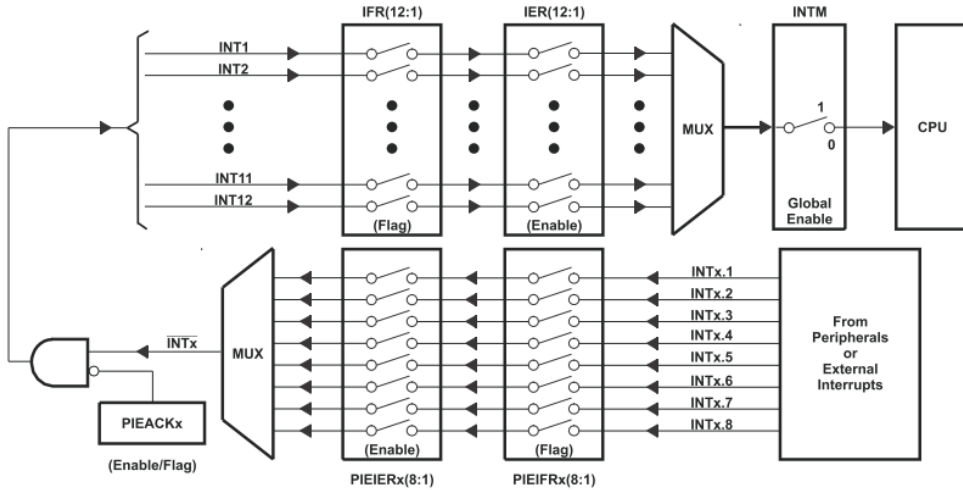 IFR(12:1)
IER(12:1)
INTM
INT1
INT2
MUX
1
0
CPU
INT11
INT12
(Flag)
(Enable)
Global
Enable
INTx.1
INTx.2
INTx.3
INTx.4
INTx.5
INTx.6
INTx.7
INTx.8
From
Peripherals
or
External
Interrupts
INTx
MUX
PIEACKx
(Enable/Flag)
(Enable)
(Flag)
PIEIERx(8:1)
PIEIFRx(8:1)